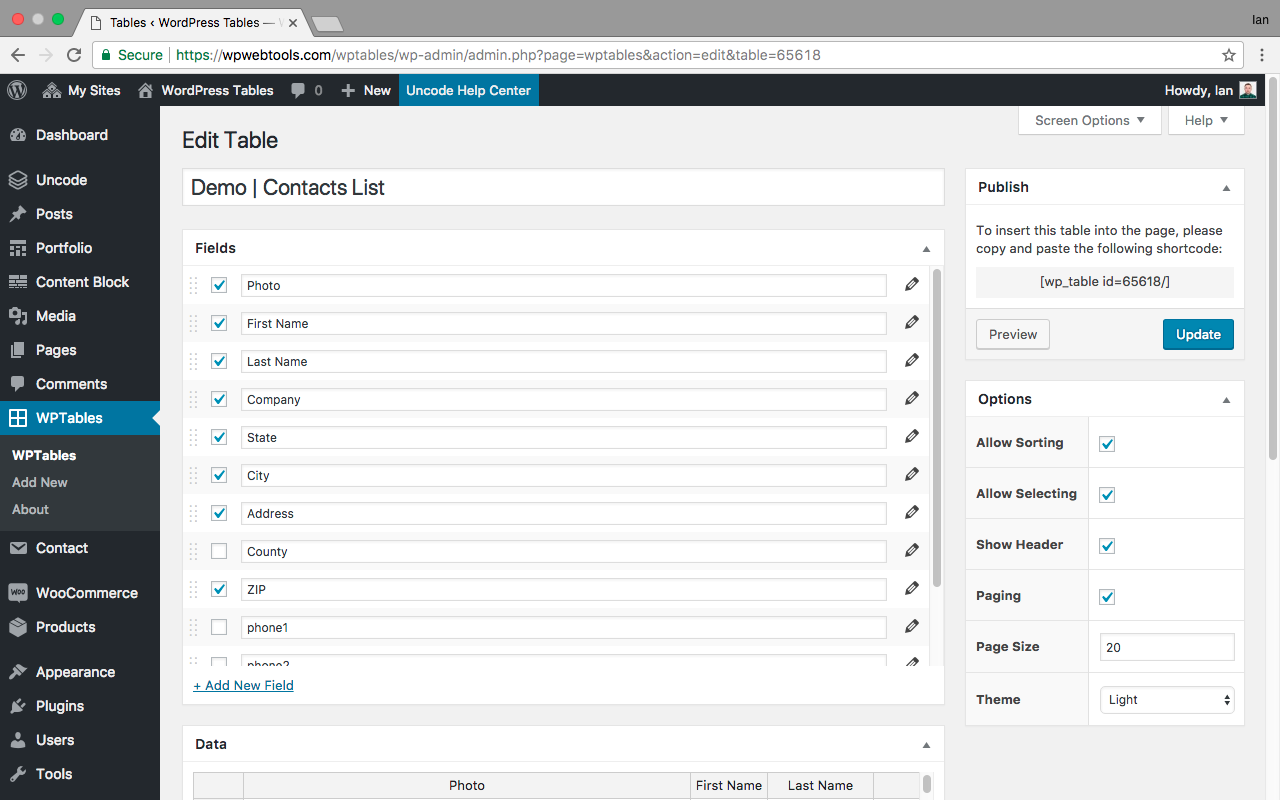 Ian
Tables ‹ WordPress Tables —
Secure https://wpwebtools.com/wptables/wp-admin/admin.php?page=wptables&action=edit&table=65618
My Sites WordPress Tables 0 New Uncode Help Center Howdy, Ian
Screen Options Help
Dashboard
Uncode
Posts
Portfolio
Content Block
Media
Pages
Comments
WPTables
WPTables
Add New
About
Contact
WOO WooCommerce
Products
Appearance
Plugins
Users
Tools
Edit Table
Demo | Contacts List
Fields
Photo
First Name
Last Name
Company
State
City
Address
County
ZIP
phone1
phone2
+ Add New Field
Data
Photo First Name Last Name
Publish
To insert this table into the page, please
copy and paste the following shortcode:
[wp_table id=65618/]
Preview Update
Options
Allow Sorting
Allow Selecting
Show Header
Paging
Page Size 20
Theme Light